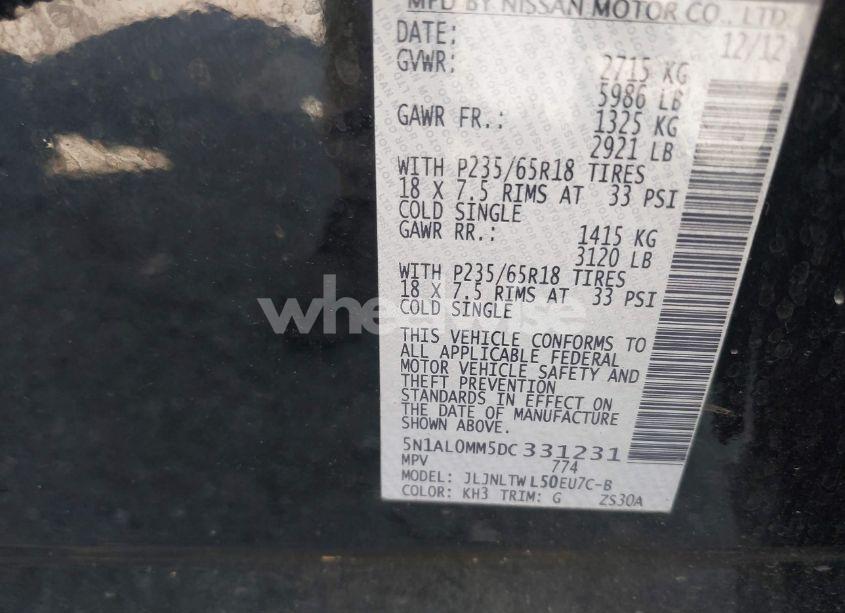 MFD BY NISSAN MOTOR CO., LTD.
DATE: 12/12
GVWR: 2715 KG
5986 LB
GAWR FR.: 1325 KG
2921 LB
WITH P235/65R18 TIRES
18 X 7.5 RIMS AT 33 PSI
COLD SINGLE
GAWR RR.: 1415 KG
3120 LB
WITH P235/65R18 TIRES
18 X 7.5 RIMS AT 33 PSI
COLD SINGLE
THIS VEHICLE CONFORMS TO
ALL APPLICABLE FEDERAL
MOTOR VEHICLE SAFETY AND
THEFT PREVENTION
STANDARDS IN EFFECT ON
THE DATE OF MANUFACTURE
SHOWN ABOVE.
5N1AL0MM5DC331231
MPV 774
MODEL: JLJNLTWL50EU7C-B
COLOR: KH3 TRIM: G ZS30A